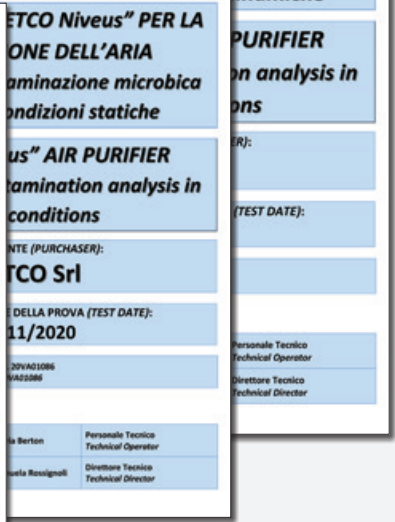 ETCO Niveus” PER LA
ONE DELL’ARIA
aminazione microbica
ondizioni statiche
us” AIR PURIFIER
tamination analysis in
conditions
NTE (PURCHASER):
TCO Srl
E DELLA PROVA (TEST DATE):
11/2020
20VA01086
VA01086
ia Berton
Personale Tecnico
Technical Operator
uela Rossignoli
Direttore Tecnico
Technical Director
PURIFIER
on analysis in
ons
ER):
(TEST DATE):
Personale Tecnico
Technical Operator
Direttore Tecnico
Technical Director